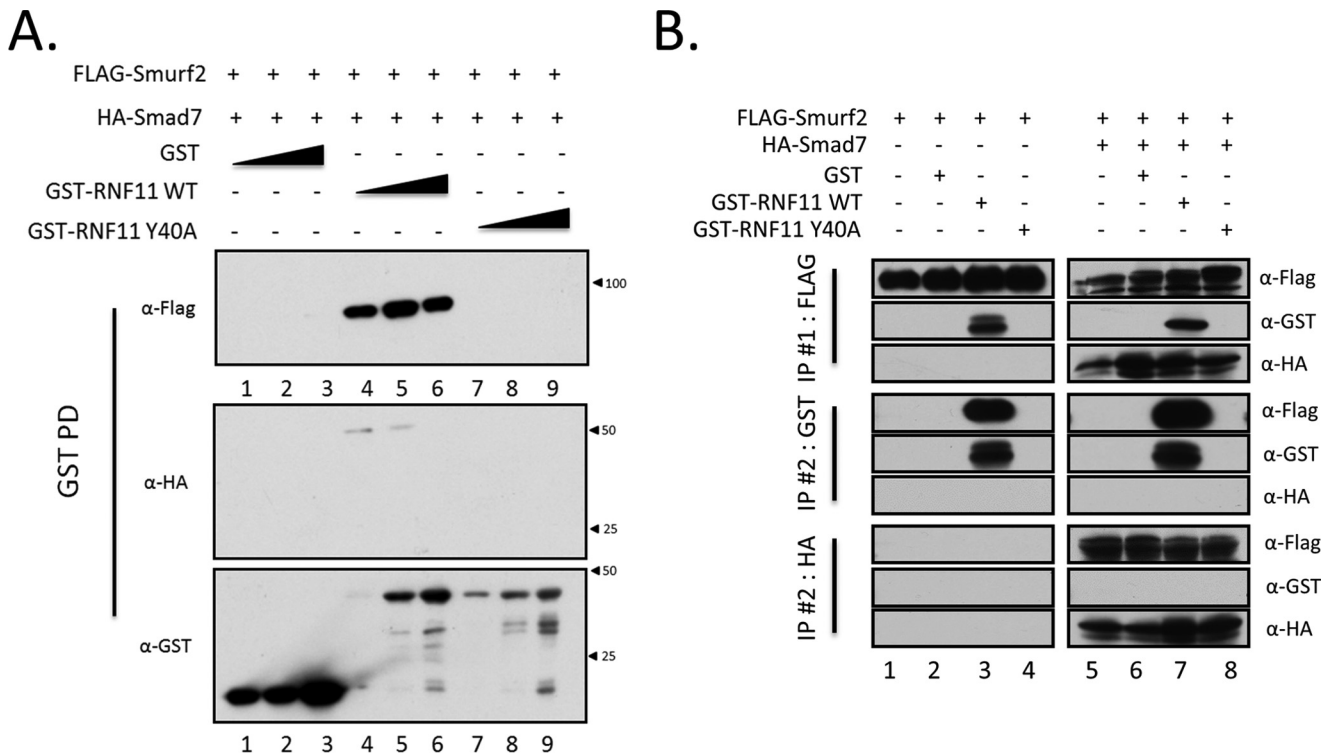 A.
FLAG-Smurf2 + + + + + + + + +
HA-Smad7 + + + + + + + + +
GST - - - - - -
GST-RNF11 WT - - - - - -
GST-RNF11 Y40A - - - - - -
GST PD
α-Flag
100
1 2 3 4 5 6 7 8 9
α-HA
50
25
α-GST
50
25
1 2 3 4 5 6 7 8 9
B.
FLAG-Smurf2 + + + + + + + +
HA-Smad7 - - - - + + + +
GST - + - - - + - -
GST-RNF11 WT - - + - - - + -
GST-RNF11 Y40A - - - + - - - +
IP #1 : FLAG
α-Flag
α-GST
α-HA
IP #2 : GST
α-Flag
α-GST
α-HA
IP #2 : HA
α-Flag
α-GST
α-HA
1 2 3 4 5 6 7 8